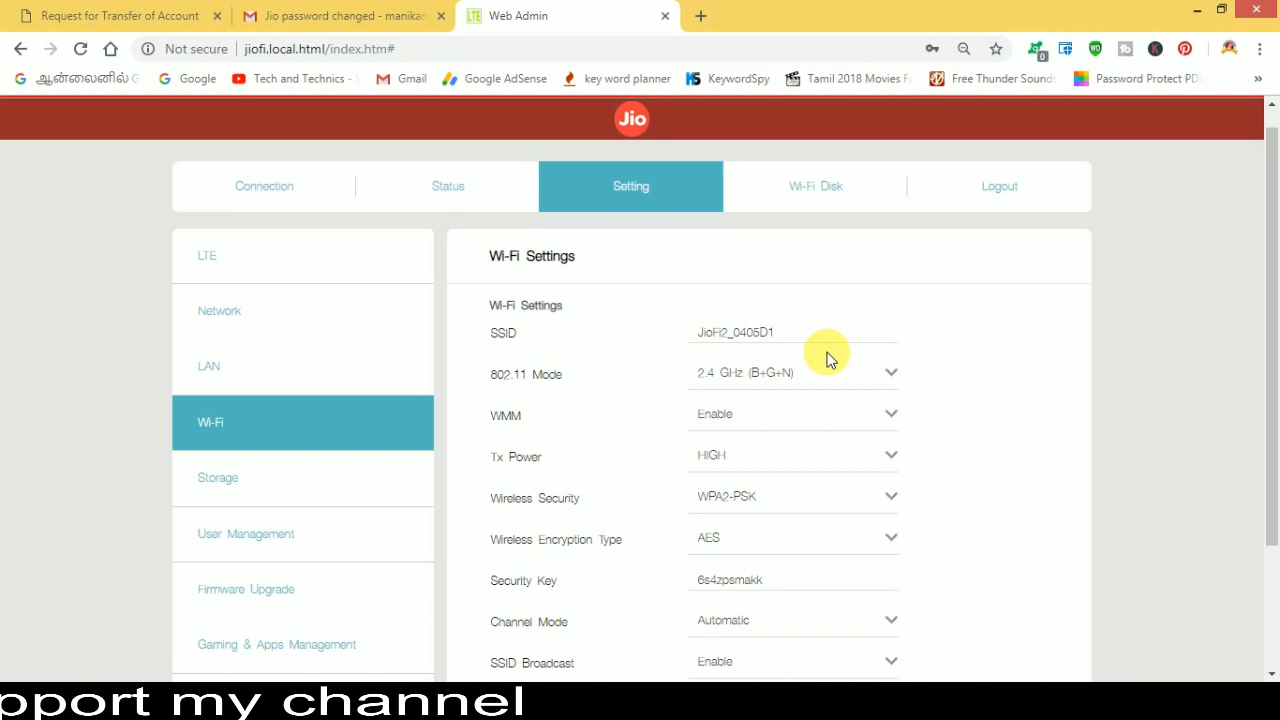 Request for Transfer of Account
Jio password changed - manikan
LTE Web Admin
Not secure jiofi.local.html/index.htm#
ஆன்லைனில் G
Google
Tech and Technics -
Gmail
Google AdSense
key word planner
KeywordSpy
Tamil 2018 Movies Fu
Free Thunder Sounds
Password Protect PD
Jio
Connection
Status
Setting
Wi-Fi Disk
Logout
LTE
Network
LAN
Wi-Fi
Storage
User Management
Firmware Upgrade
Gaming & Apps Management
Wi-Fi Settings
Wi-Fi Settings
SSID JioFi2_0405D1
802.11 Mode 2.4 GHz (B+G+N)
WMM Enable
Tx Power HIGH
Wireless Security WPA2-PSK
Wireless Encryption Type AES
Security Key 6s4zpsmakk
Channel Mode Automatic
SSID Broadcast Enable
pport my channel